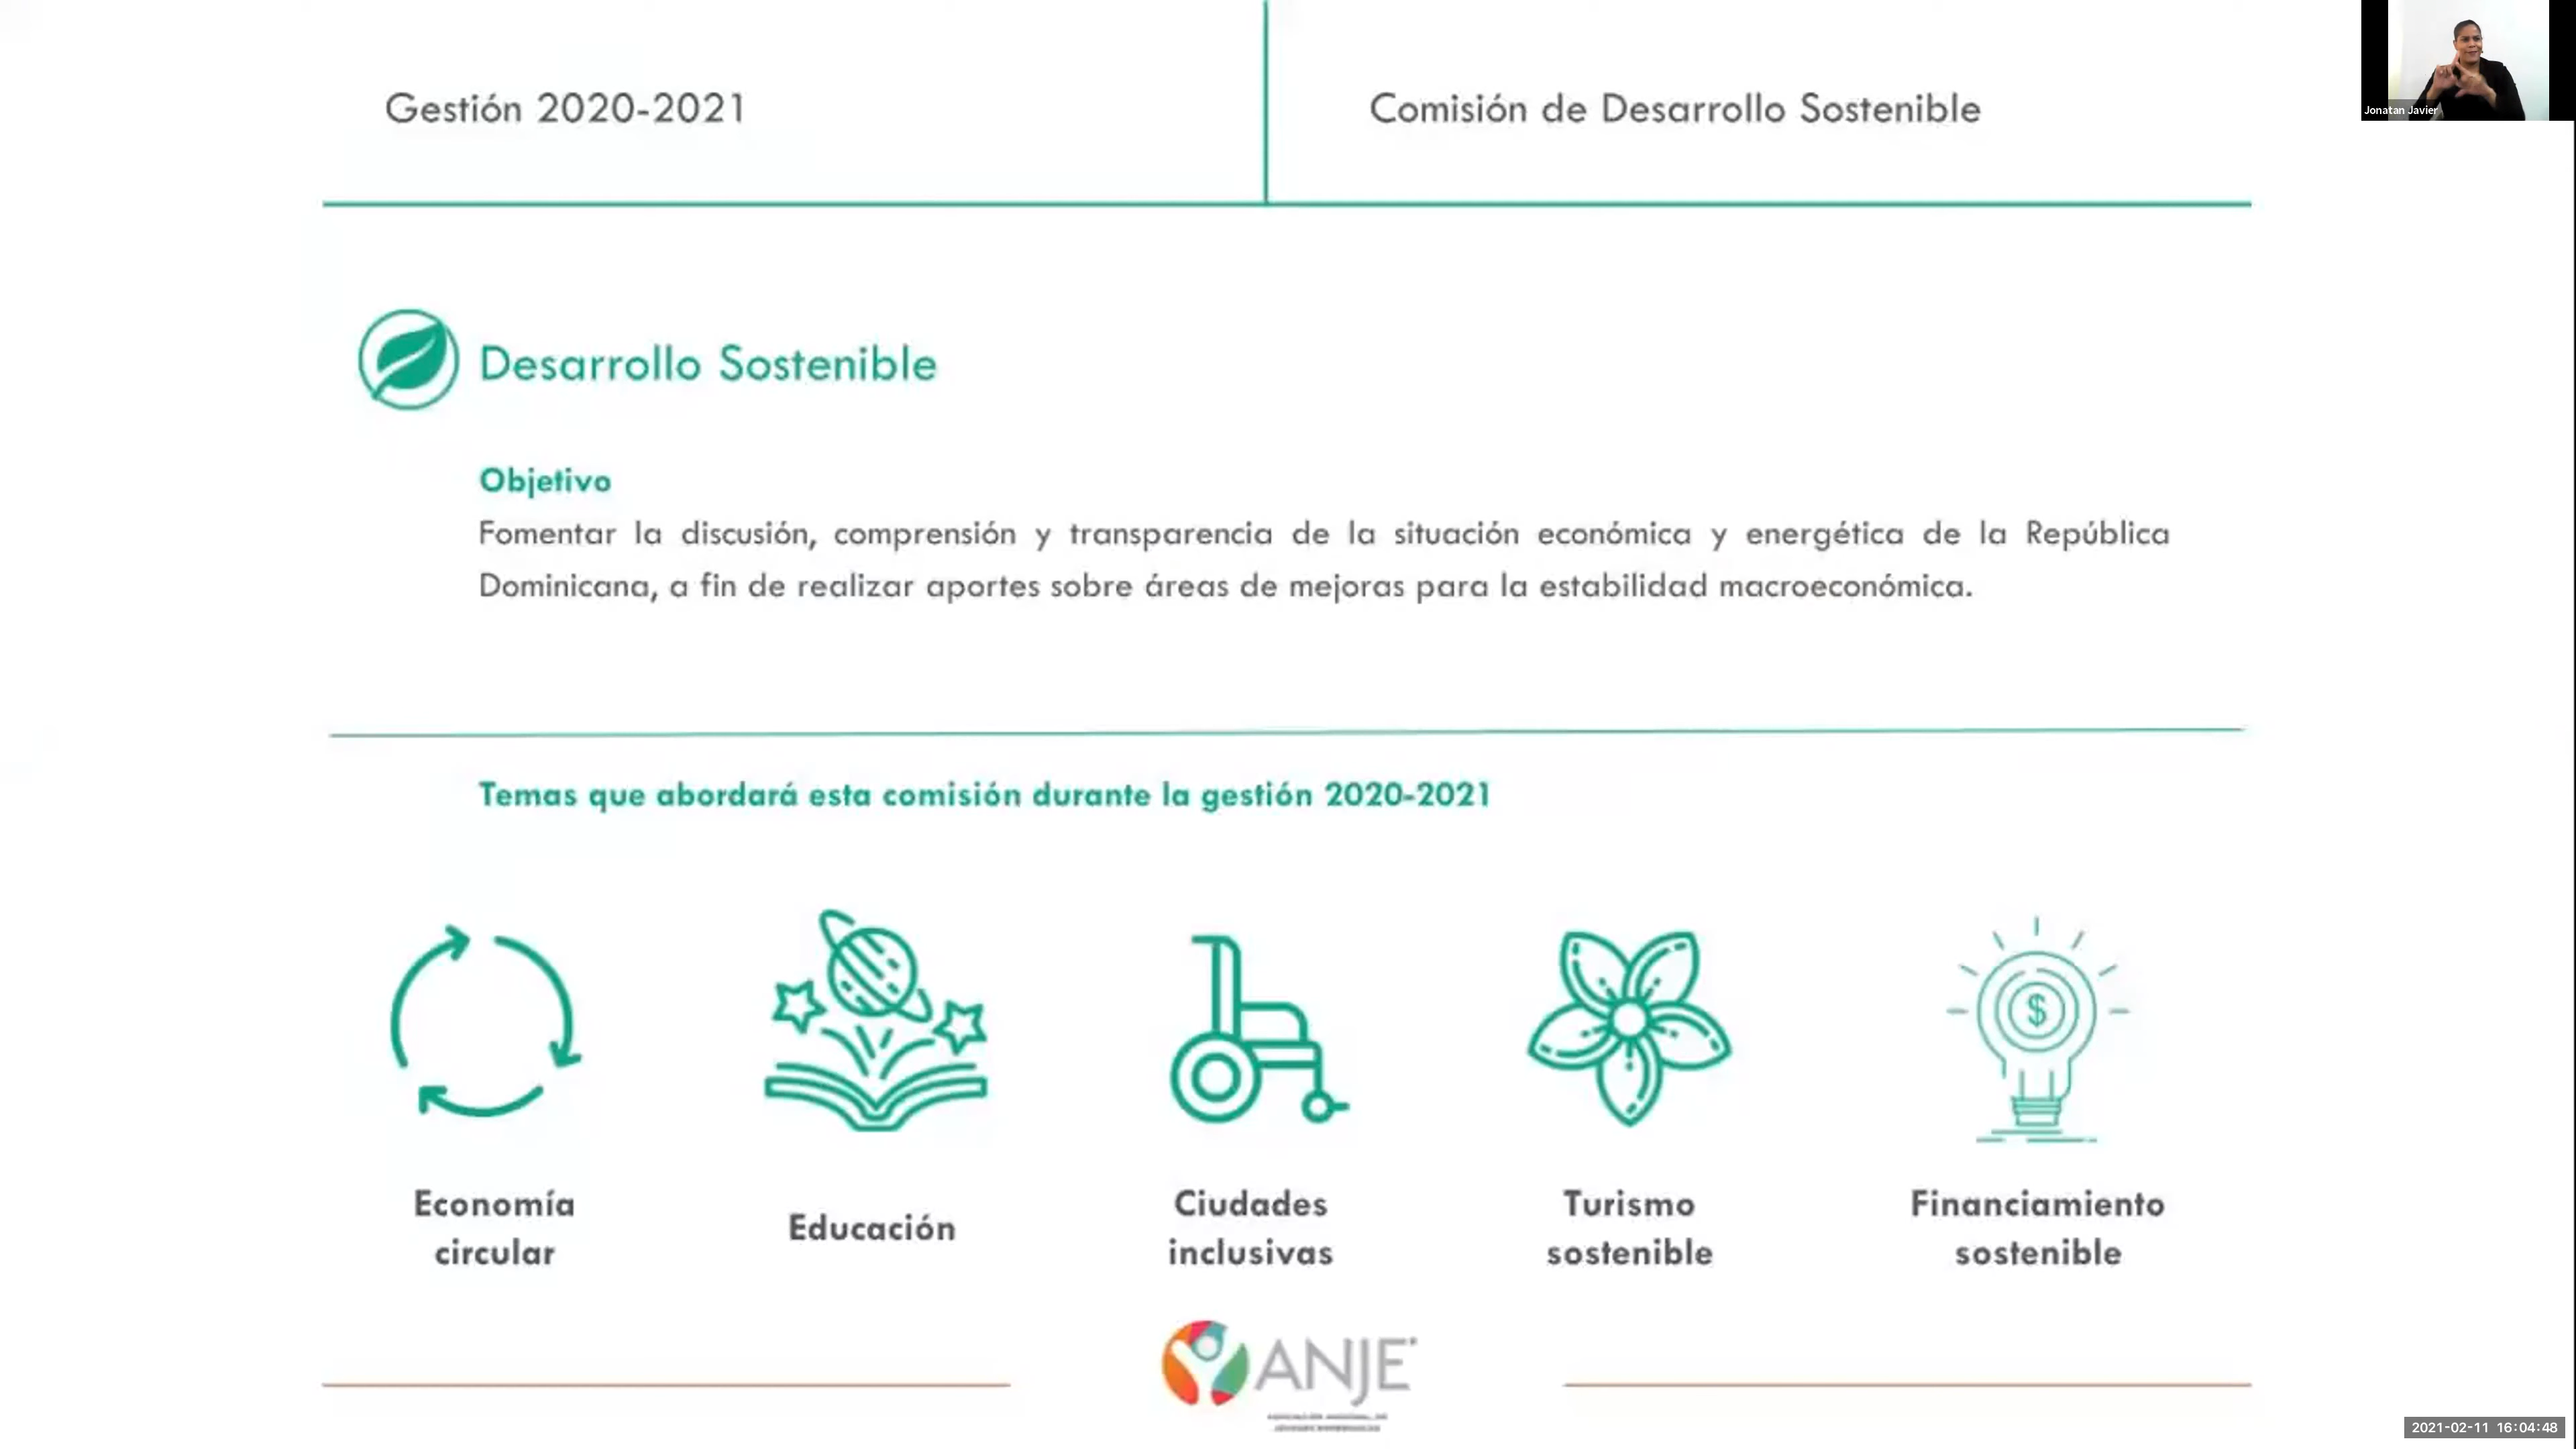 Gestión 2020-2021
Comisión de Desarrollo Sostenible
Jonatan Javier
Desarrollo Sostenible
Objetivo
Fomentar la discusión, comprensión y transparencia de la situación económica y energética de la República
Dominicana, a fin de realizar aportes sobre áreas de mejoras para la estabilidad macroeconómica.
Temas que abordará esta comisión durante la gestión 2020-2021
$
Economía
circular
Educación
Ciudades
inclusivas
Turismo
sostenible
Financiamiento
sostenible
ANJE
2021-02-11 16:04:48